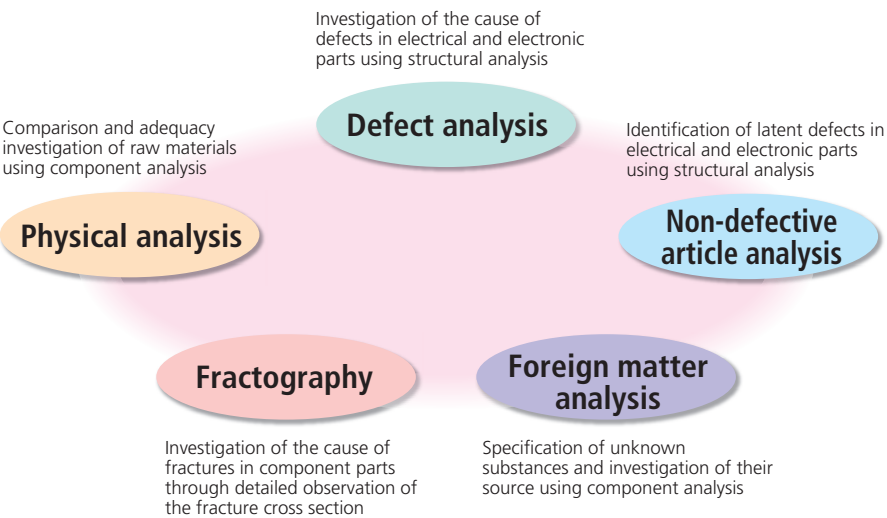 Investigation of the cause of
defects in electrical and electronic
parts using structural analysis
Defect analysis
Comparison and adequacy
investigation of raw materials
using component analysis
Physical analysis
Identification of latent defects in
electrical and electronic parts
using structural analysis
Non-defective
article analysis
Fractography
Investigation of the cause of
fractures in component parts
through detailed observation of
the fracture cross section
Foreign matter
analysis
Specification of unknown
substances and investigation of their
source using component analysis